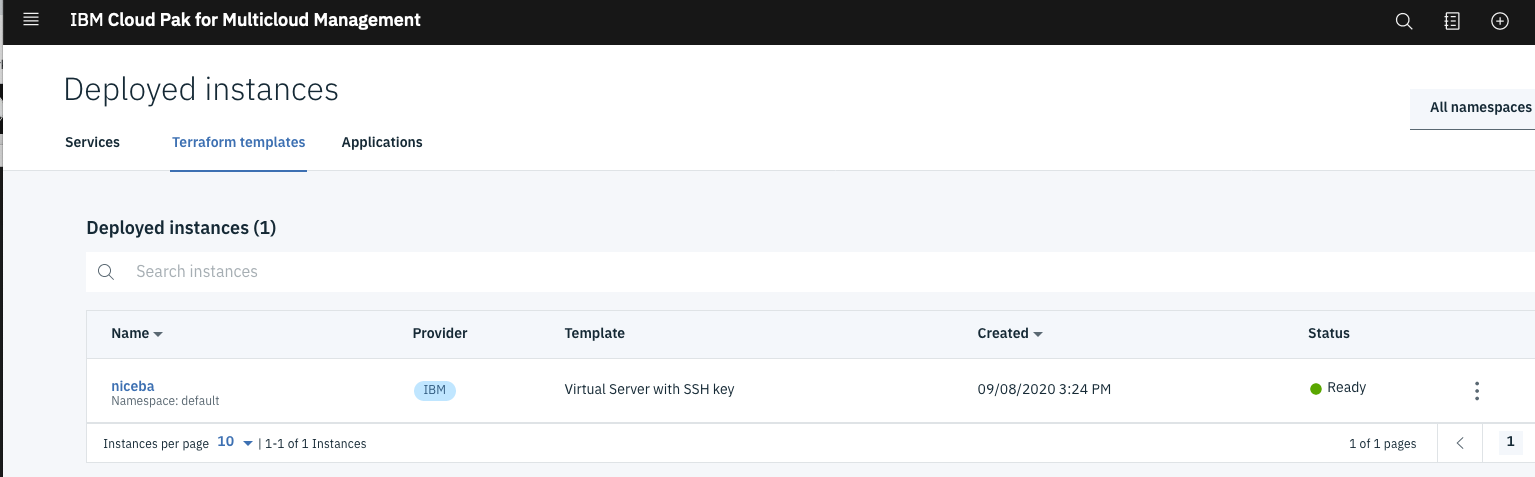 IBM Cloud Pak for Multicloud Management
Deployed instances
All namespaces
Services Terraform templates Applications
Deployed instances (1)
Search instances
Name Provider Template Created Status
niceba IBM Virtual Server with SSH key 09/08/2020 3:24 PM Ready
Namespace: default
Instances per page 10 | 1-1 of 1 Instances 1 of 1 pages 1